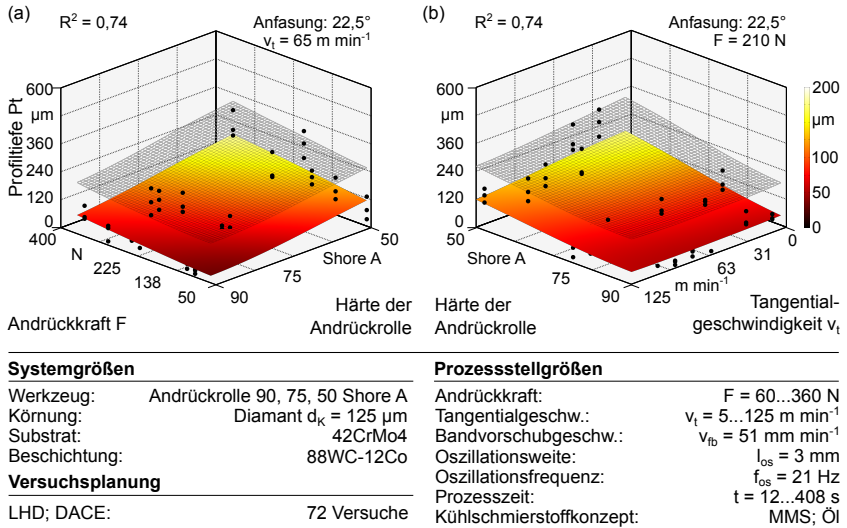 (a)
R² = 0,74
Anfasung: 22,5°
vt = 65 m min⁻¹
600
µm
360
240
120
0
Profiltiefe Pt
400
N
225
138
50
90
75
50
Shore A
Andrückkraft F
Härte der
Andrückrolle
(b)
R² = 0,74
Anfasung: 22,5°
F = 210 N
600
µm
360
240
120
0
50
Shore A
75
90
125
m min⁻¹
63
31
0
200
µm
100
50
0
Härte der
Andrückrolle
Tangential-
geschwindigkeit vt
Systemgrößen
Werkzeug: Andrückrolle 90, 75, 50 Shore A
Körnung: Diamant dK = 125 µm
Substrat: 42CrMo4
Beschichtung: 88WC-12Co
Versuchsplanung
LHD; DACE: 72 Versuche
Prozessstellgrößen
Andrückkraft: F = 60...360 N
Tangentialgeschw.: vt = 5...125 m min⁻¹
Bandvorschubgeschw.: vfb = 51 mm min⁻¹
Oszillationsweite: los = 3 mm
Oszillationsfrequenz: fos = 21 Hz
Prozesszeit: t = 12...408 s
Kühlschmierstoffkonzept: MMS; Öl